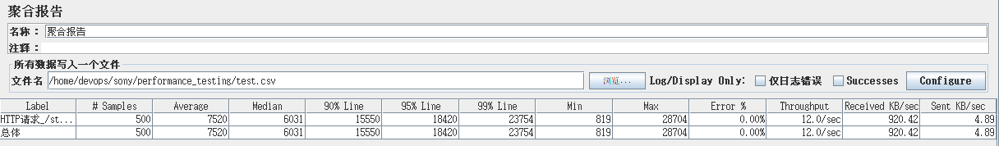 聚合报告
名称： 聚合报告
注释：
所有数据写入一个文件
文件名 /home/devops/sony/performance_testing/test.csv 浏览... Log/Display Only: 仅日志错误 Successes Configure
Label # Samples Average Median 90% Line 95% Line 99% Line Min Max Error % Throughput Received KB/sec Sent KB/sec
HTTP请求_/st... 500 7520 6031 15550 18420 23754 819 28704 0.00% 12.0/sec 920.42 4.89
总体 500 7520 6031 15550 18420 23754 819 28704 0.00% 12.0/sec 920.42 4.89